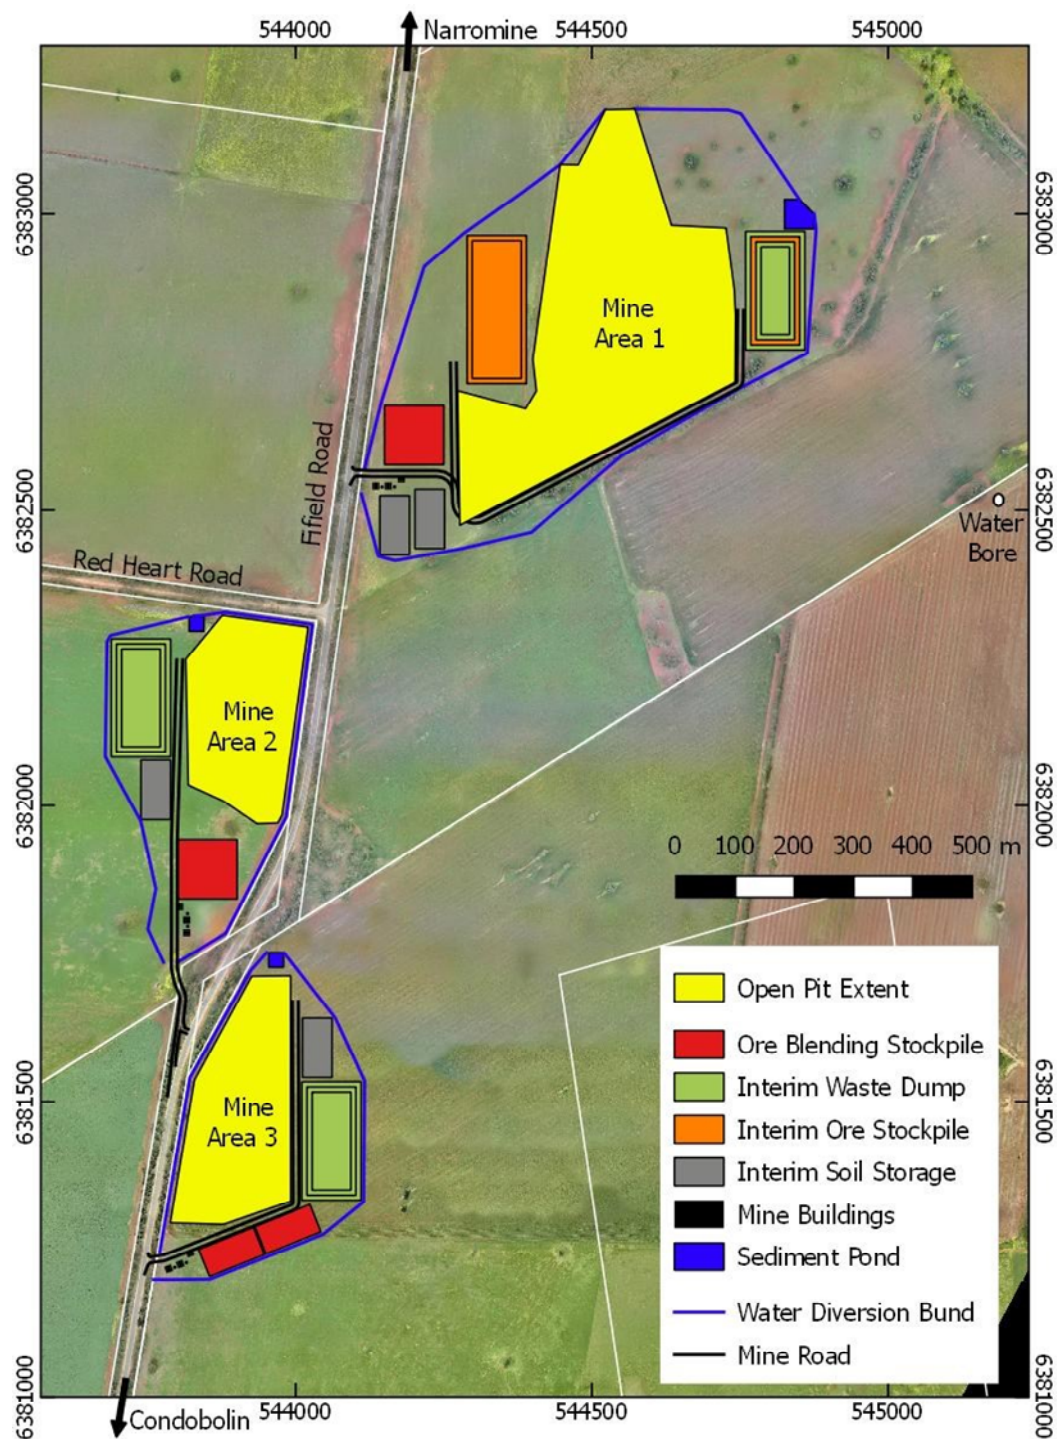 544000
544500
545000
Narromine
6383000
6383000
Mine
Area 1
Fifield Road
6382500
6382500
Water
Bore
Red Heart Road
Mine
Area 2
6382000
6382000
0 100 200 300 400 500 m
Open Pit Extent
Ore Blending Stockpile
Interim Waste Dump
Interim Ore Stockpile
Interim Soil Storage
Mine Buildings
Sediment Pond
Water Diversion Bund
Mine Road
Mine
Area 3
6381500
6381500
6381000
6381000
Condobolin
544000
544500
545000